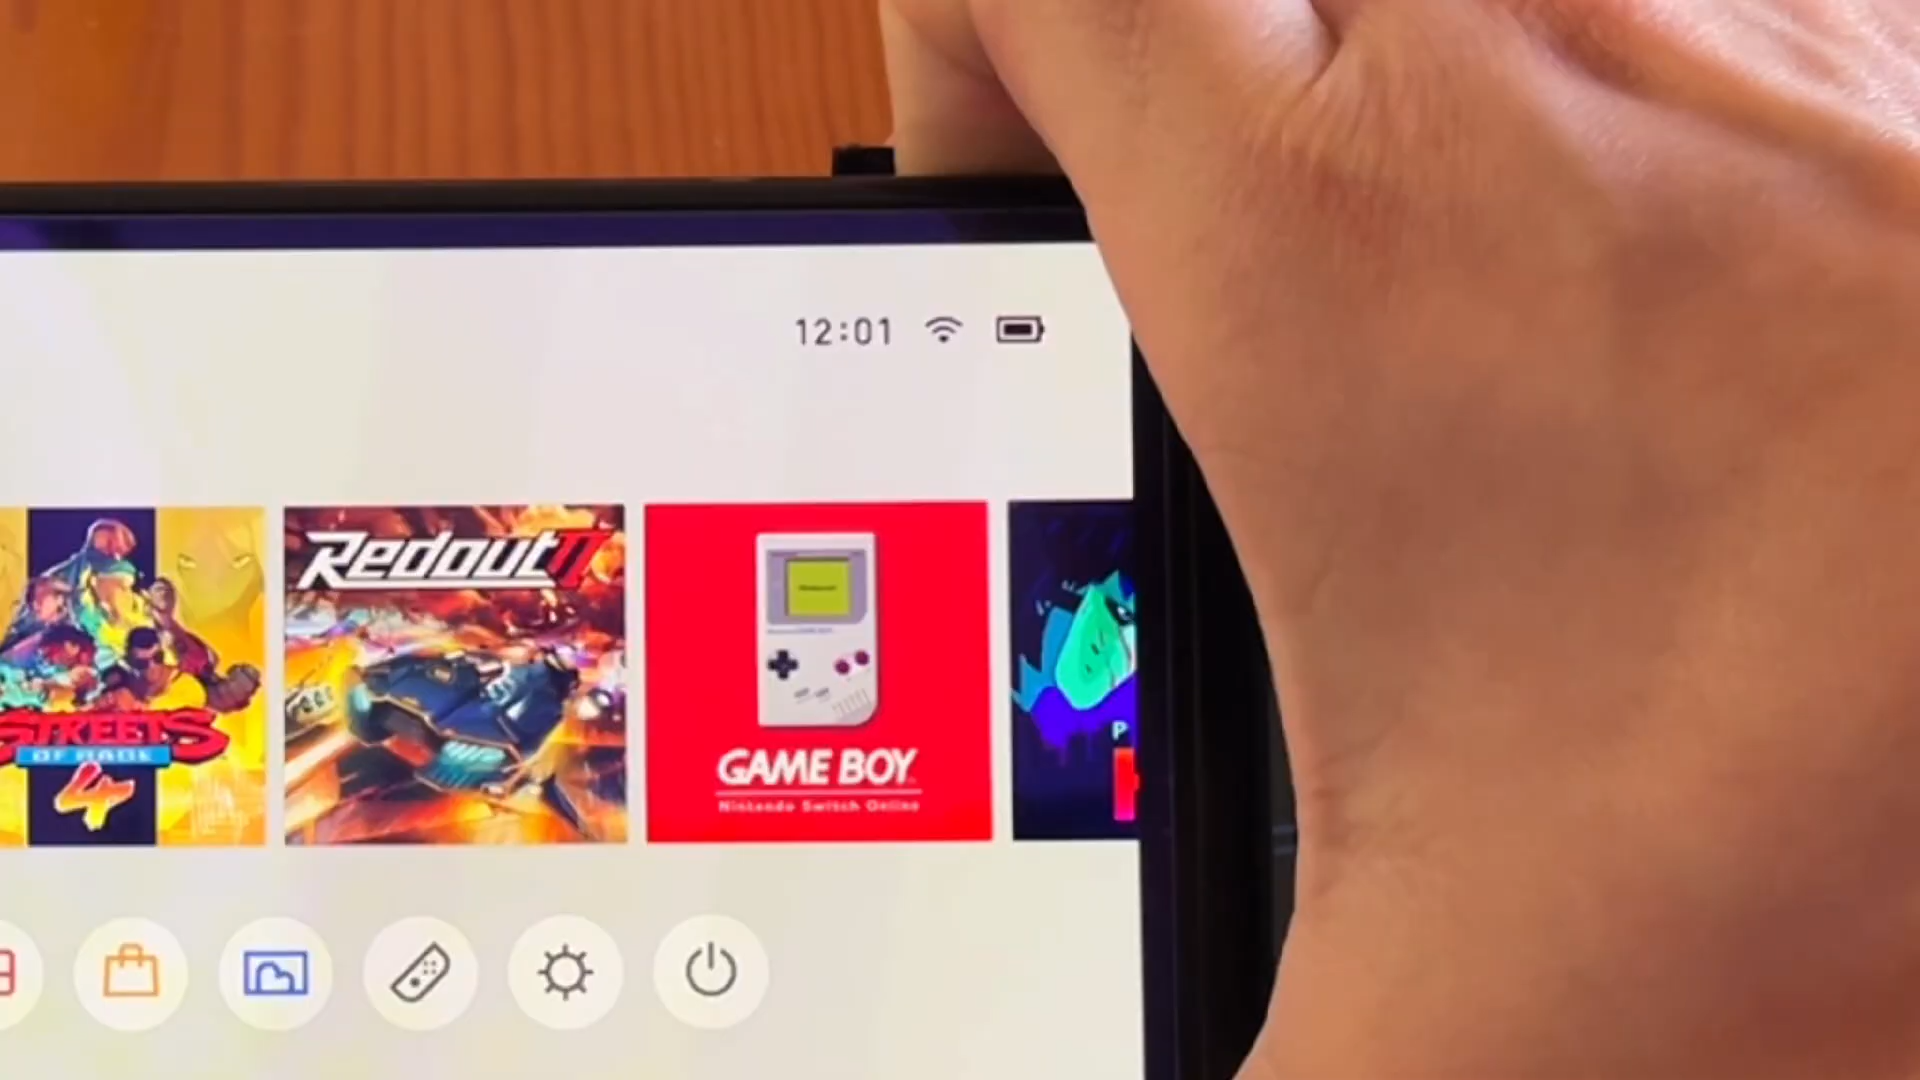 12:01
STREETS
OF RAGE
4
Redout II
GAME BOY
Nintendo Switch Online
P